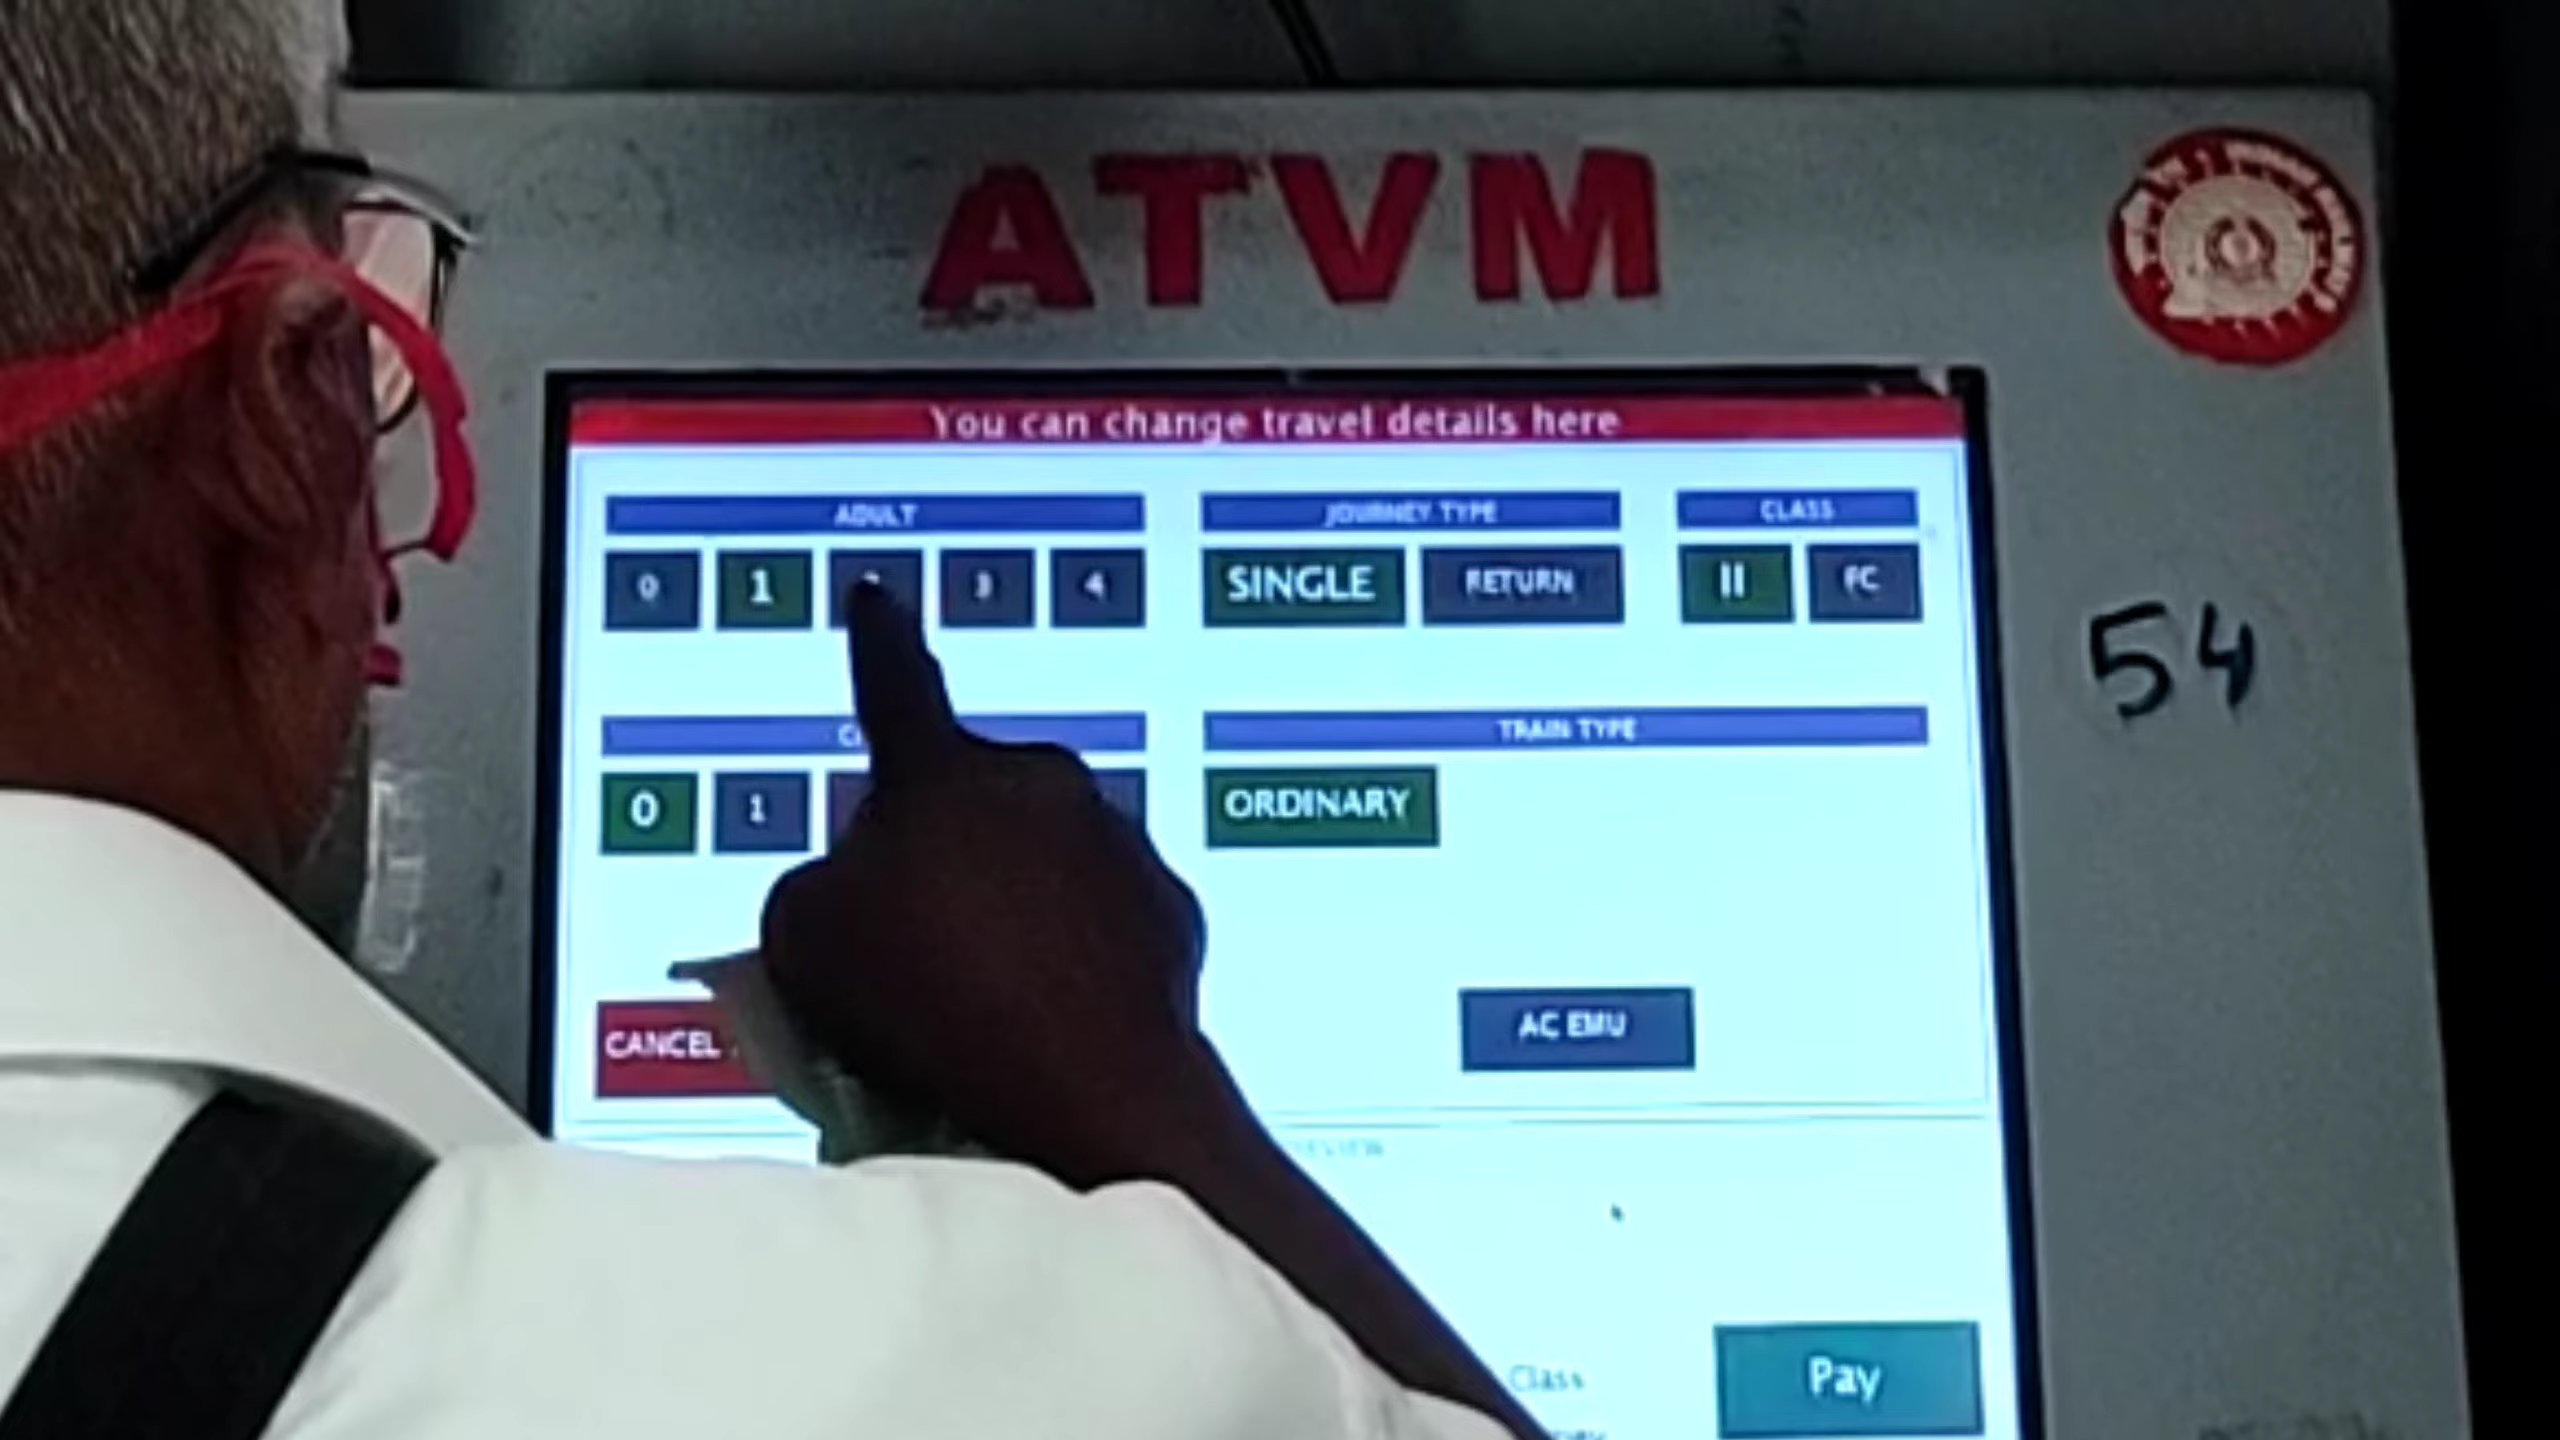 ATVM
You can change travel details here
ADULT
JOURNEY TYPE
CLASS
0 1 2 3 4
SINGLE RETURN
II FC
TRAIN TYPE
0 1
ORDINARY
CANCEL
AC EMU
54
Class
Pay